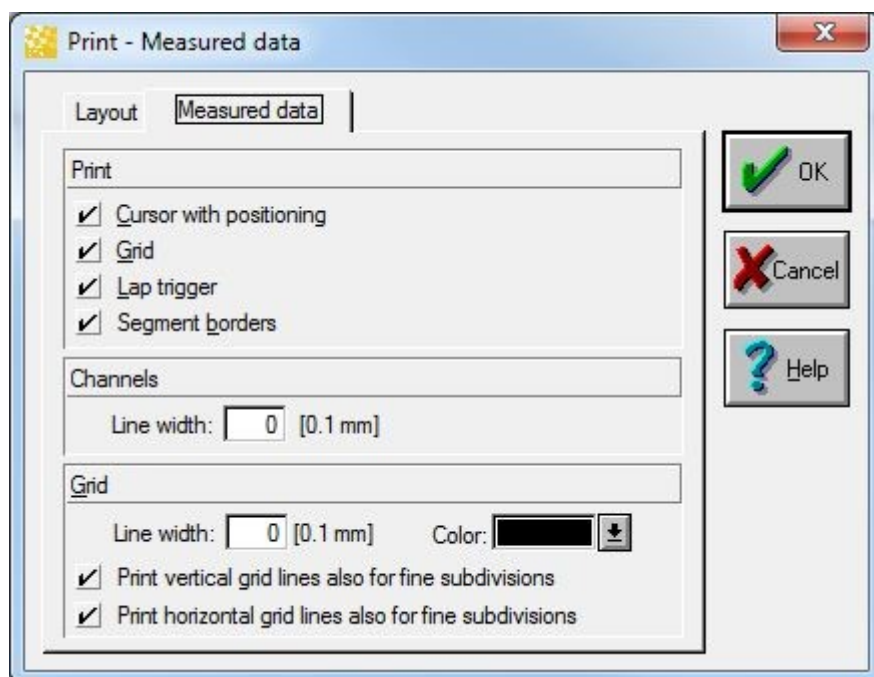 Print - Measured data
Layout Measured data
Print
Cursor with positioning
Grid
Lap trigger
Segment borders
Channels
Line width: 0 [0.1 mm]
Grid
Line width: 0 [0.1 mm] Color:
Print vertical grid lines also for fine subdivisions
Print horizontal grid lines also for fine subdivisions
OK
Cancel
Help